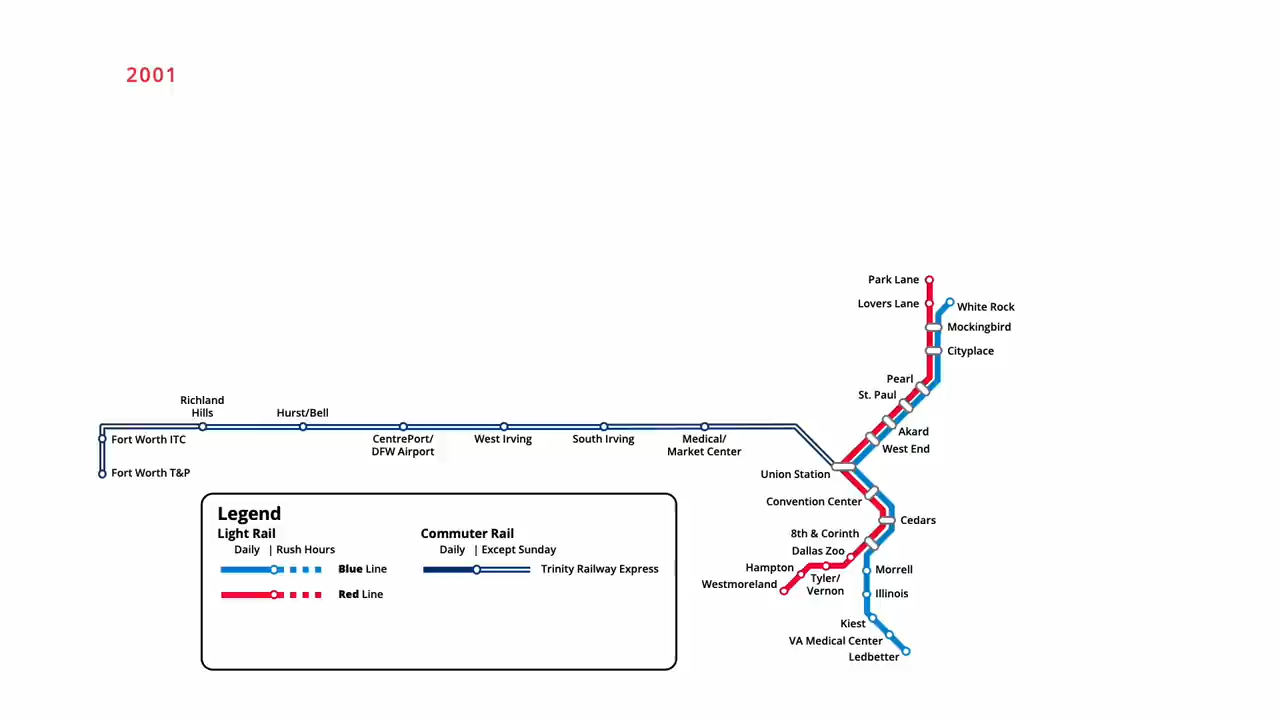 2001
Park Lane
Lovers Lane
White Rock
Mockingbird
Cityplace
Pearl
St. Paul
Akard
West End
Richland
Hills
Hurst/Bell
Fort Worth ITC
CentrePort/
DFW Airport
West Irving
South Irving
Medical/
Market Center
Fort Worth T&P
Union Station
Convention Center
Cedars
8th & Corinth
Dallas Zoo
Hampton
Tyler/
Vernon
Westmoreland
Morrell
Illinois
Kiest
VA Medical Center
Ledbetter
Legend
Light Rail
Daily | Rush Hours
Blue Line
Red Line
Commuter Rail
Daily | Except Sunday
Trinity Railway Express